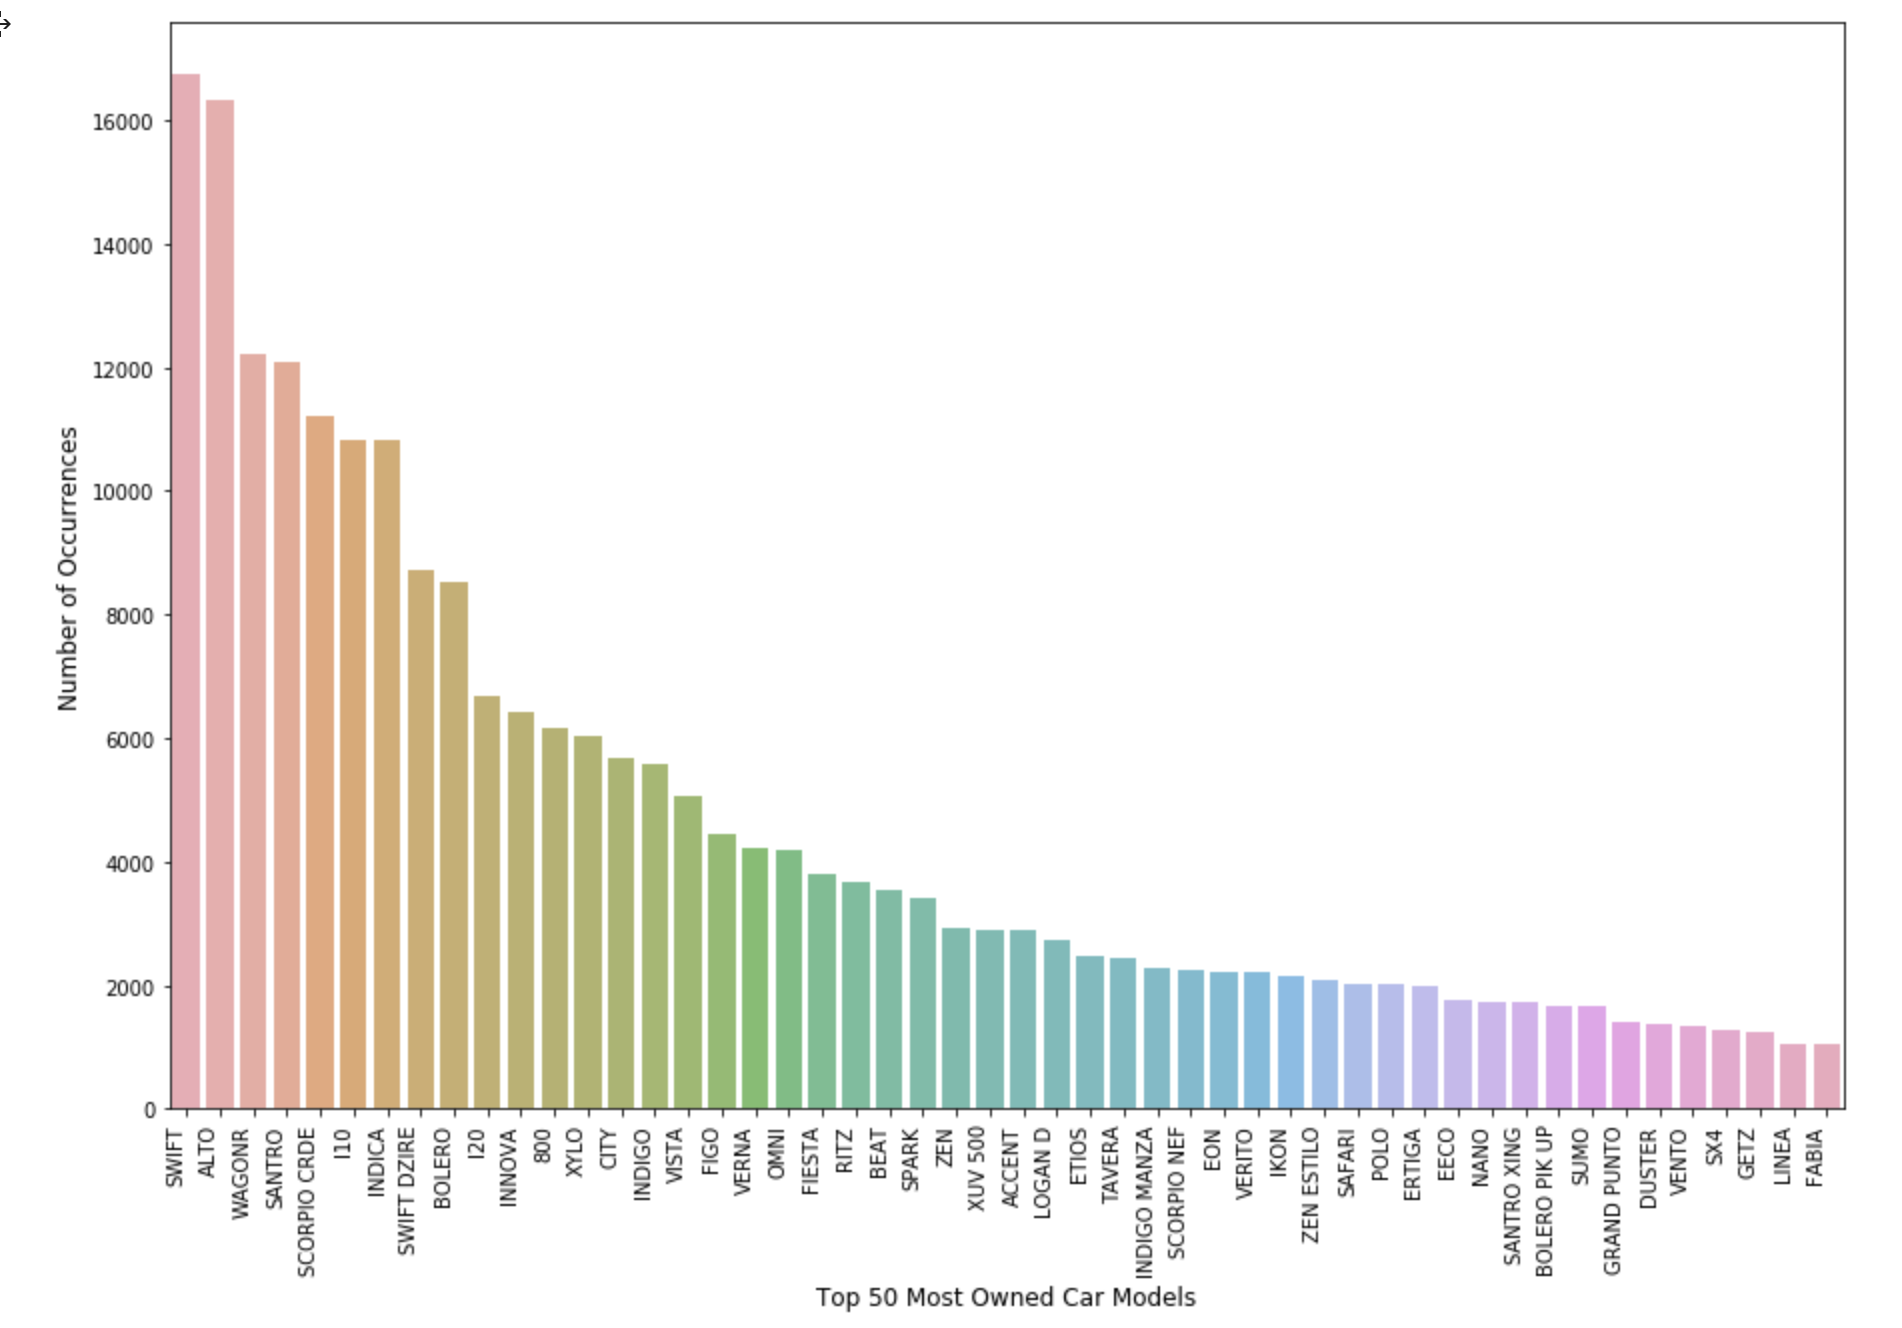 16000
14000
12000
10000
8000
6000
4000
2000
0
Number of Occurrences
SWIFT
ALTO
WAGONR
SANTRO
SCORPIO CRDE
I10
INDICA
SWIFT DZIRE
BOLERO
I20
INNOVA
800
XYLO
CITY
INDIGO
VISTA
FIGO
VERNA
OMNI
FIESTA
RITZ
BEAT
SPARK
ZEN
XUV 500
ACCENT
LOGAN D
ETIOS
TAVERA
INDIGO MANZA
SCORPIO NEF
EON
VERITO
IKON
ZEN ESTILO
SAFARI
POLO
ERTIGA
EECO
NANO
SANTRO XING
BOLERO PIK UP
SUMO
GRAND PUNTO
DUSTER
VENTO
SX4
GETZ
LINEA
FABIA
Top 50 Most Owned Car Models